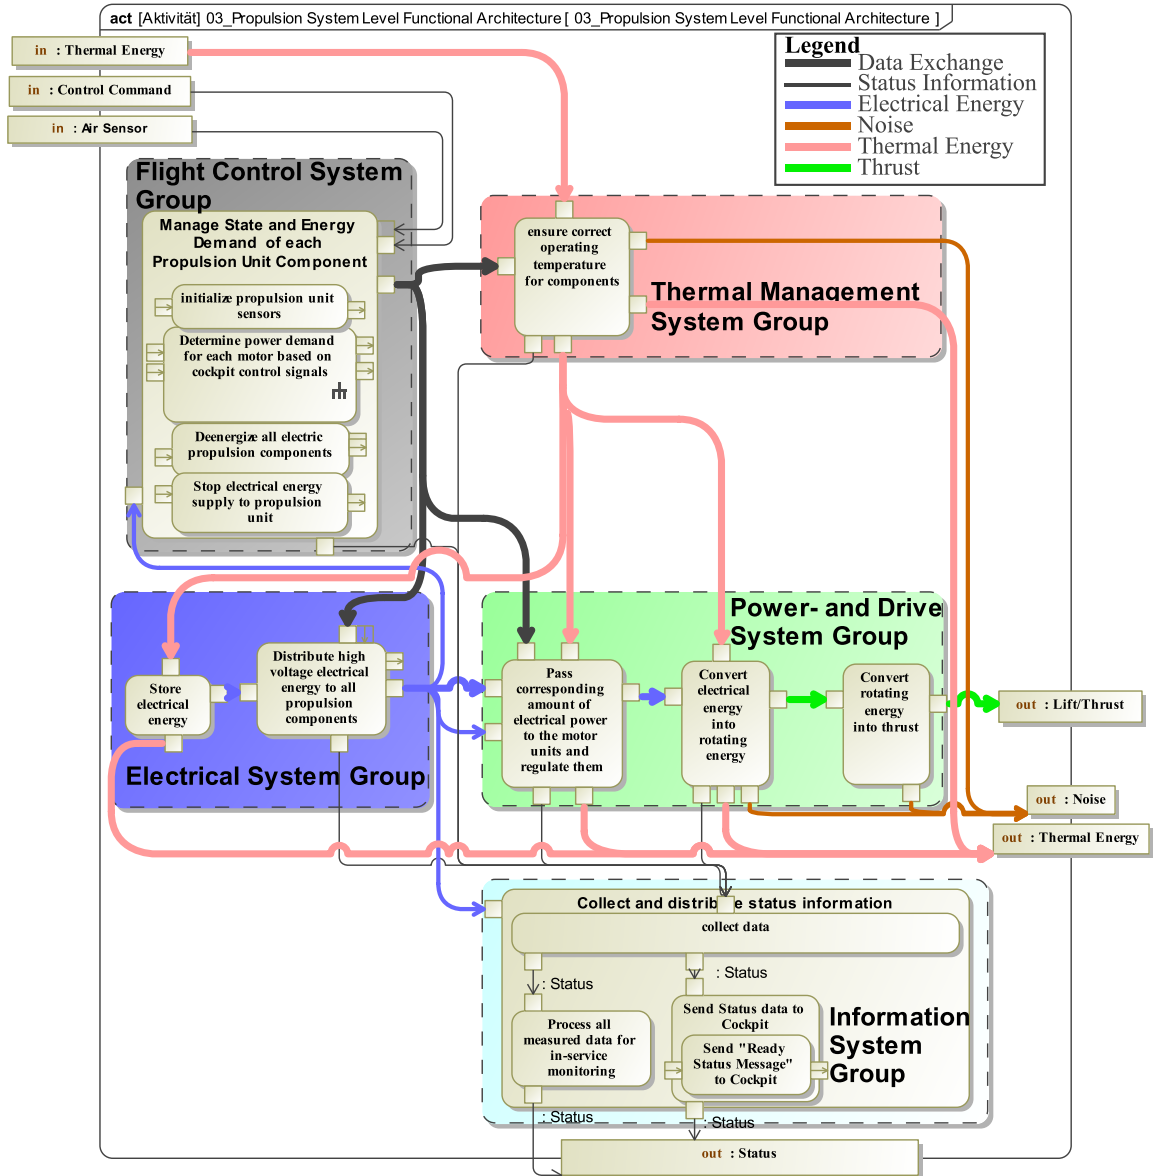 act [Aktivität] 03_Propulsion System Level Functional Architecture [ 03_Propulsion System Level Functional Architecture ]
in : Thermal Energy
in : Control Command
in : Air Sensor
Legend
Data Exchange
Status Information
Electrical Energy
Noise
Thermal Energy
Thrust
Flight Control System
Group
Manage State and Energy
Demand of each
Propulsion Unit Component
initialize propulsion unit
sensors
Determine power demand
for each motor based on
cockpit control signals
Deenergize all electric
propulsion components
Stop electrical energy
supply to propulsion
unit
ensure correct
operating
temperature
for components
Thermal Management
System Group
Store
electrical
energy
Distribute high
voltage electrical
energy to all
propulsion
components
Electrical System Group
Power- and Drive
System Group
Pass
corresponding
amount of
electrical power
to the motor
units and
regulate them
Convert
electrical
energy
into
rotating
energy
Convert
rotating
energy
into thrust
out : Lift/Thrust
out : Noise
out : Thermal Energy
Collect and distribute status information
collect data
: Status
: Status
Process all
measured data for
in-service
monitoring
Send Status data to
Cockpit
Send "Ready
Status Message"
to Cockpit
Information
System
Group
: Status
: Status
out : Status